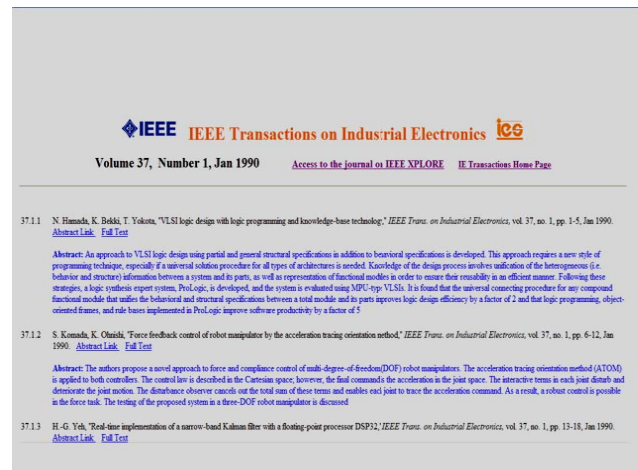 IEEE IEEE Transactions on Industrial Electronics ies
Volume 37, Number 1, Jan 1990 Access to the journal on IEEE XPLORE IE Transactions Home Page
37.1.1 N. Hamada, K. Bekki, T. Yokota, "VLSI logic design with logic programming and knowledge-base technology," IEEE Trans. on Industrial Electronics, vol. 37, no. 1, pp. 1-5, Jan 1990.
Abstract Link Full Text
Abstract: An approach to VLSI logic design using partial and general structural specifications in addition to beavioral specifications is developed. This approach requires a new style of
programming technique, especially if a universal solution procedure for all types of architectures is needed. Knowledge of the design process involves unification of the heterogeneous (i.e.
behavior and structure) information between a system and its parts, as well as representation of functional modles in order to ensure their reusability in an efficient manner. Following these
strategies, a logic synthesis expert system, ProLogic, is developed, and the system is evaluated using MPU-typ VLSIs. It is found that the universal connecting procedure for any compound
functional module that unifies the behavioral and structural specifications between a total module and its parts inproves logic design efficiency by a factor of 2 and that logic programming, object-
oriented frames, and rule bases implemented in ProLogic improve software productivity by a factor of 5
37.1.2 S. Komada, K. Ohnishi, "Force feedback control of robot manipulator by the acceleration tracing orientation method," IEEE Trans. on Industrial Electronics, vol. 37, no. 1, pp. 6-12, Jan
1990. Abstract Link Full Text
Abstract: The authors propose a novel approach to force and compliance control of multi-degree-of-freedom(DOF) robot manipulators. The acceleration tracing orientation method (ATOM)
is applied to both controllers. The control law is described in the Cartesian space; however, the final commands the acceleration in the joint space. The interactive terms in each joint disturb and
deteriorate the joint motion. The disturbance observer cancels out the total sum of these terms and enables eacl joint to trace the acceleration command. As a result, a robust control is possible
in the force task. The testing of the proposed system in a three-DOF robot manipulator is discussed
37.1.3 H.-G. Yeh, "Real-time implementation of a narrow-band Kalman filter with a floating-point processor DSP32," IEEE Trans. on Industrial Electronics, vol. 37, no. 1, pp. 13-18, Jan 1990.
Abstract Link Full Text